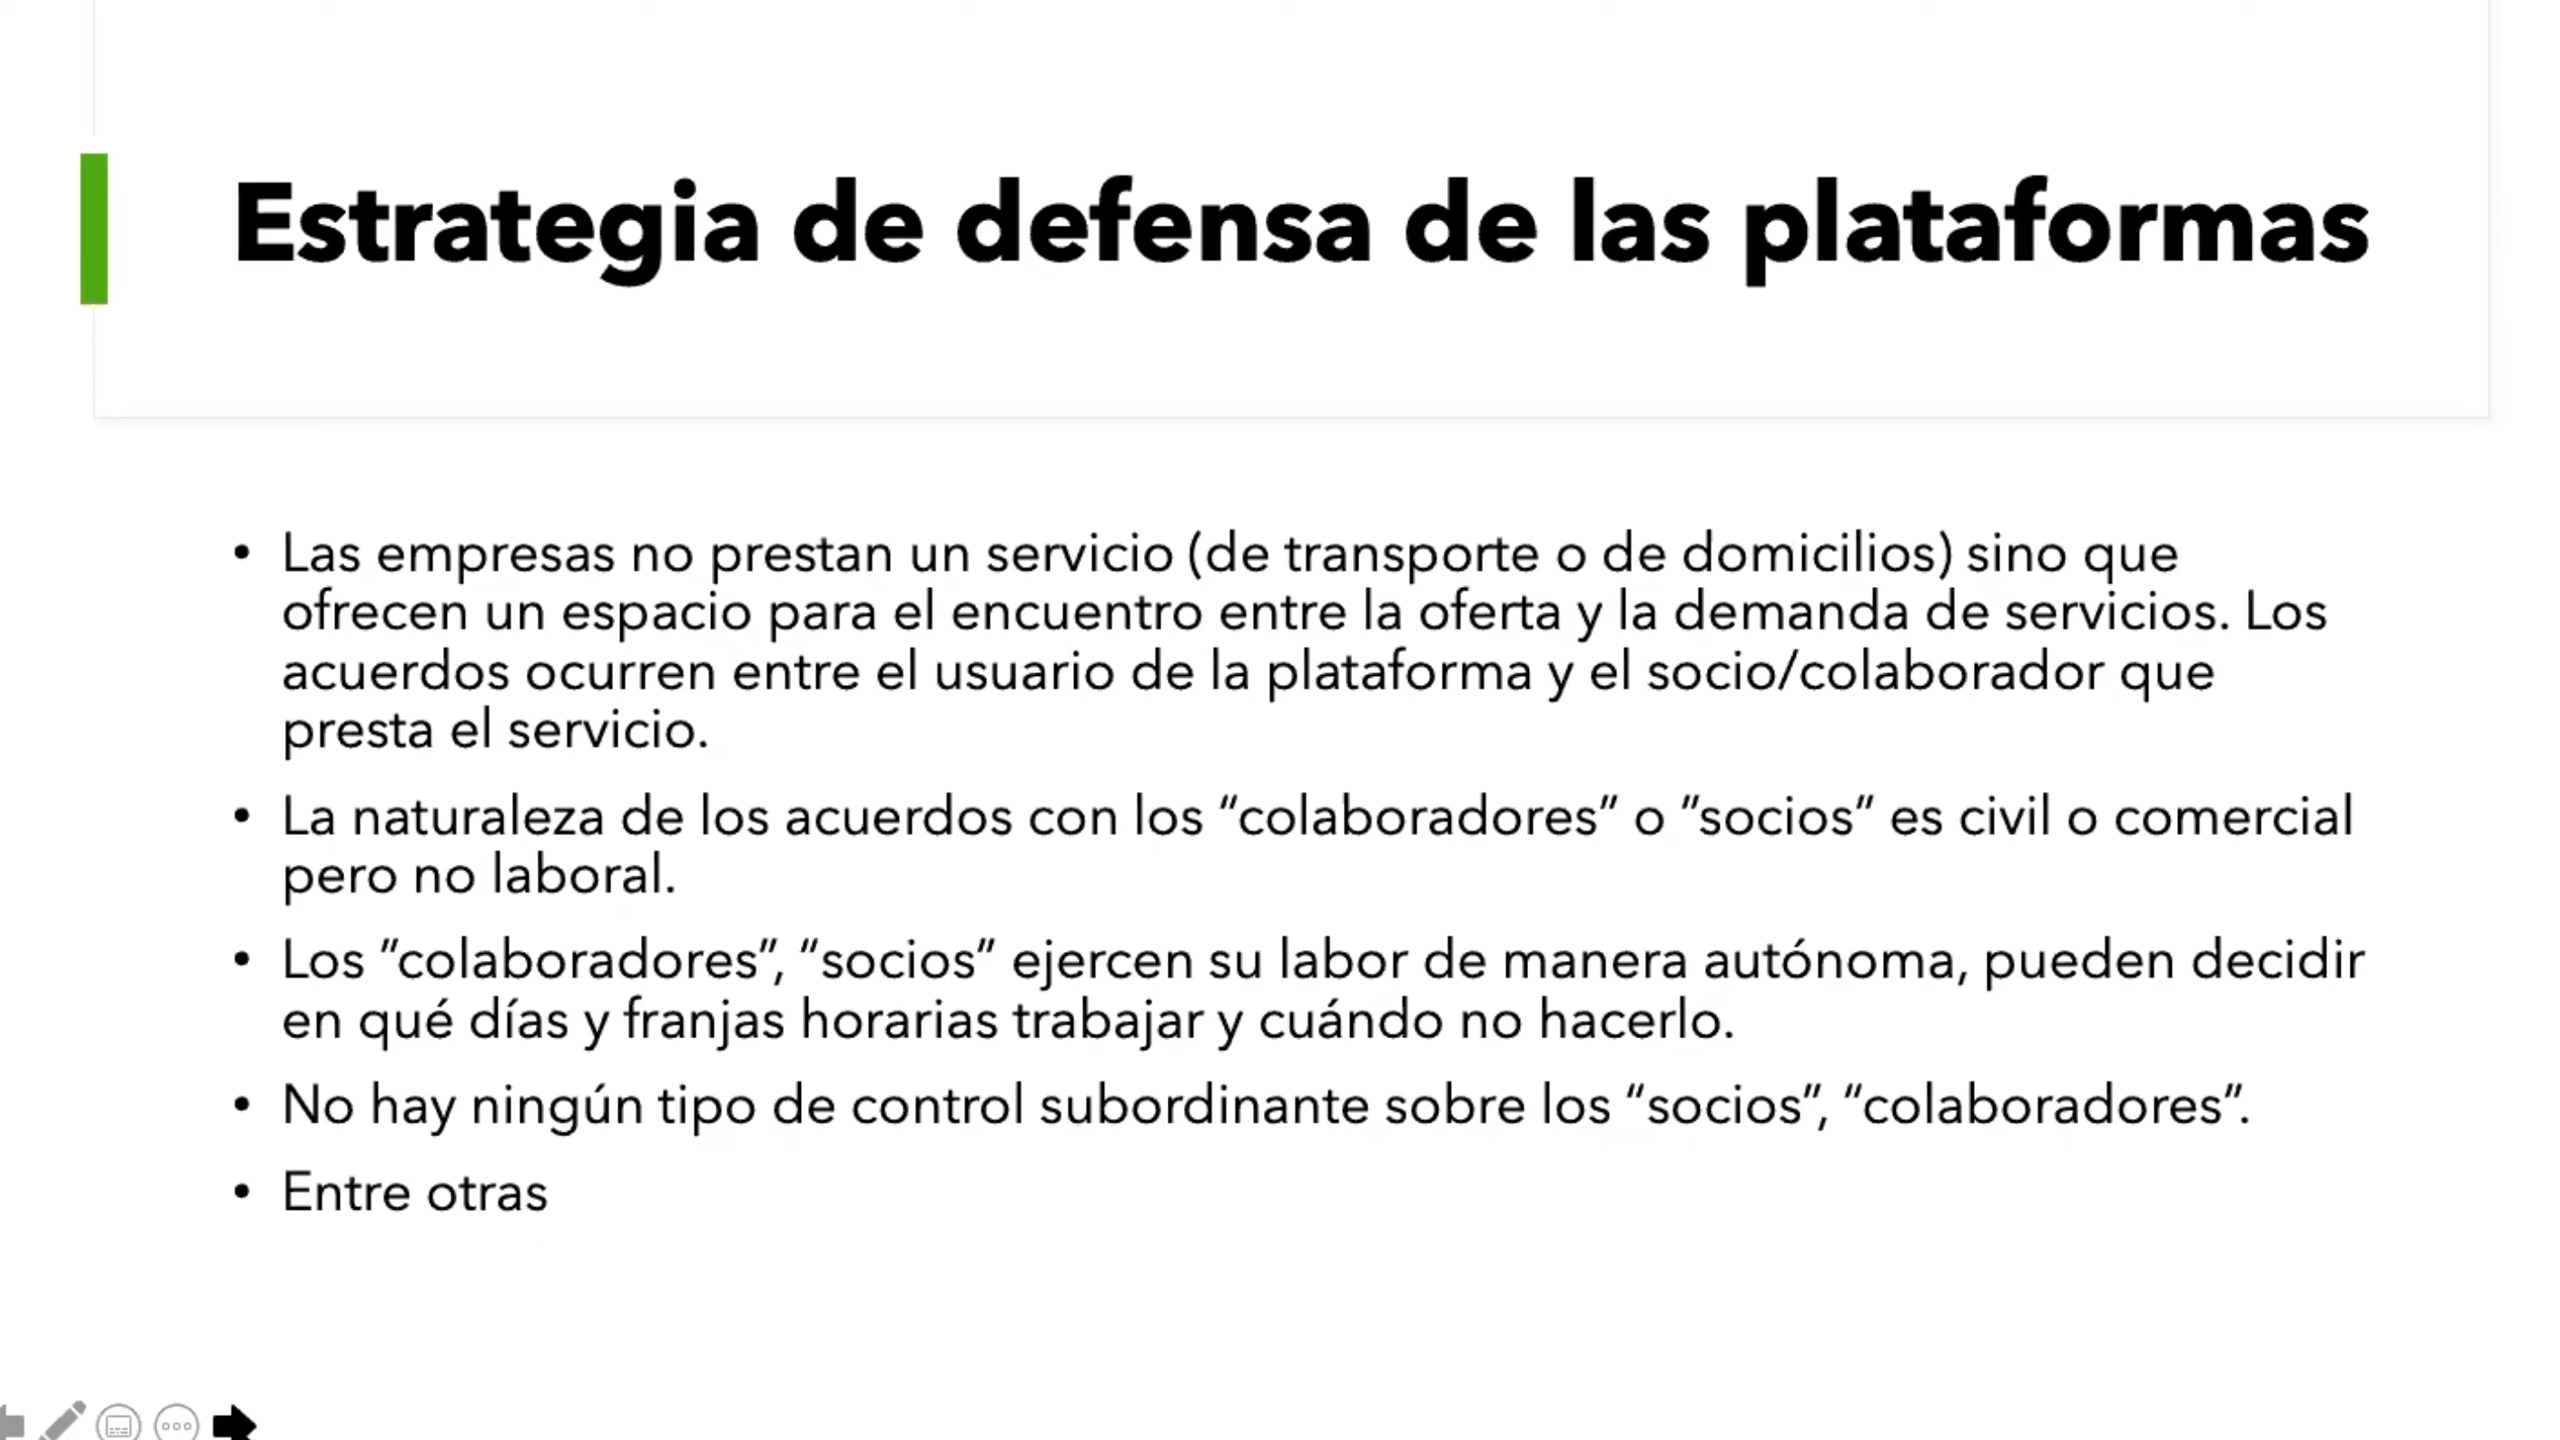 Estrategia de defensa de las plataformas
• Las empresas no prestan un servicio (de transporte o de domicilios) sino que
ofrecen un espacio para el encuentro entre la oferta y la demanda de servicios. Los
acuerdos ocurren entre el usuario de la plataforma y el socio/colaborador que
presta el servicio.
• La naturaleza de los acuerdos con los “colaboradores” o ”socios” es civil o comercial
pero no laboral.
• Los ”colaboradores”, “socios” ejercen su labor de manera autónoma, pueden decidir
en qué días y franjas horarias trabajar y cuándo no hacerlo.
• No hay ningún tipo de control subordinante sobre los “socios”, “colaboradores”.
• Entre otras